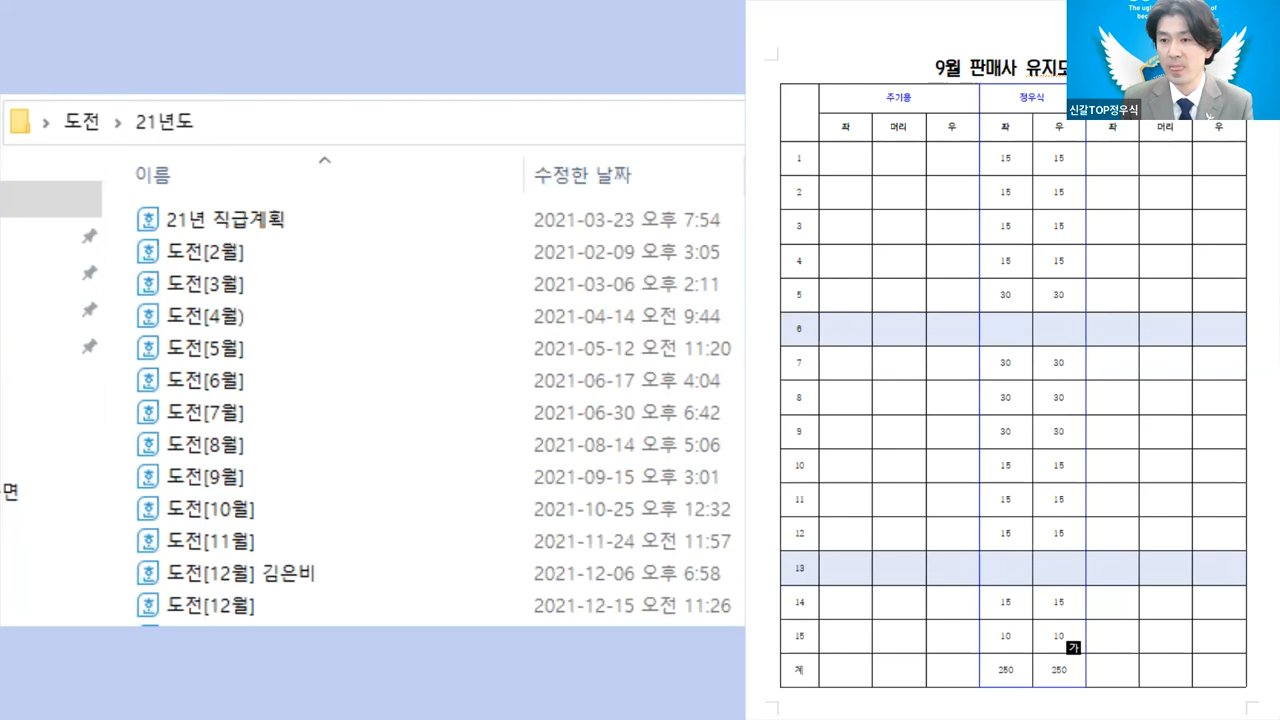 도전 > 21년도
이름 수정한 날짜
21년 직급계획 2021-03-23 오후 7:54
도전[2월] 2021-02-09 오후 3:05
도전[3월] 2021-03-06 오후 2:11
도전[4월) 2021-04-14 오전 9:44
도전[5월] 2021-05-12 오전 11:20
도전[6월] 2021-06-17 오후 4:04
도전[7월] 2021-06-30 오후 6:42
도전[8월] 2021-08-14 오후 5:06
도전[9월] 2021-09-15 오후 3:01
면
도전[10월] 2021-10-25 오후 12:32
도전[11월] 2021-11-24 오전 11:57
도전[12월] 김은비 2021-12-06 오후 6:58
도전[12월] 2021-12-15 오전 11:26
The of
신갈TOP정우식
9월 판매사
주기용 정우식
좌 머리 우 좌 우 좌 머리 우
1 15 15
2 15 15
3 15 15
4 15 15
5 30 30
6
7 30 30
8 30 30
9 30 30
10 15 15
11 15 15
12 15 15
13
14 15 15
15 10 10
가
계 250 250